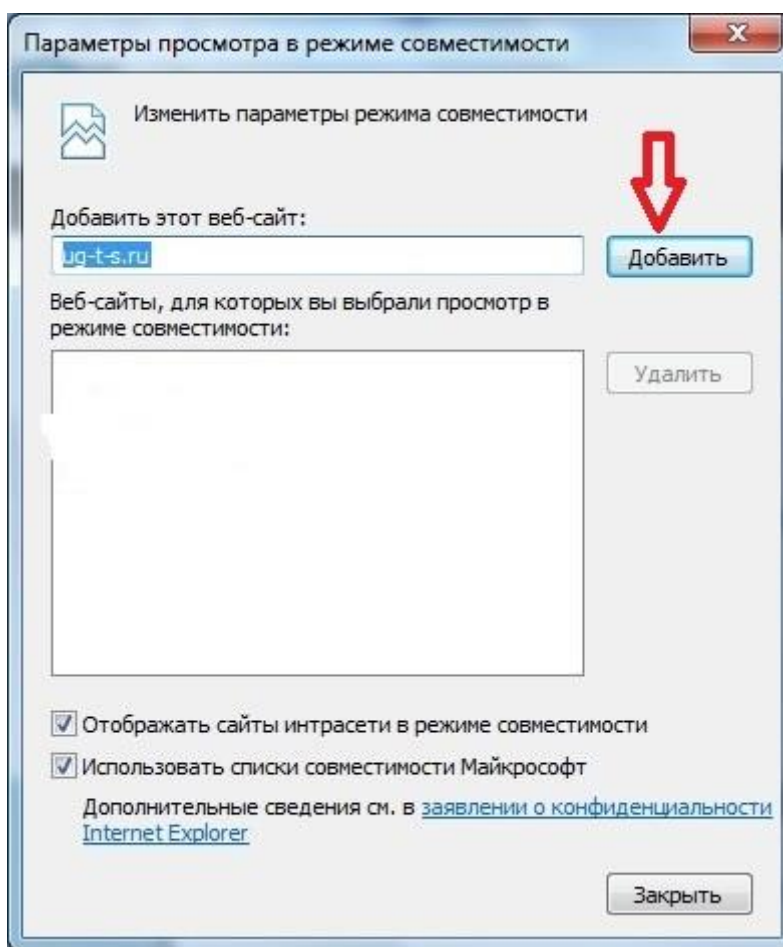 Параметры просмотра в режиме совместимости
Изменить параметры режима совместимости
Добавить этот веб-сайт:
ug-t-s.ru
Добавить
Веб-сайты, для которых вы выбрали просмотр в
режиме совместимости:
Удалить
Отображать сайты интрасети в режиме совместимости
Использовать списки совместимости Майкрософт
Дополнительные сведения см. в заявлении о конфиденциальности
Internet Explorer
Закрыть